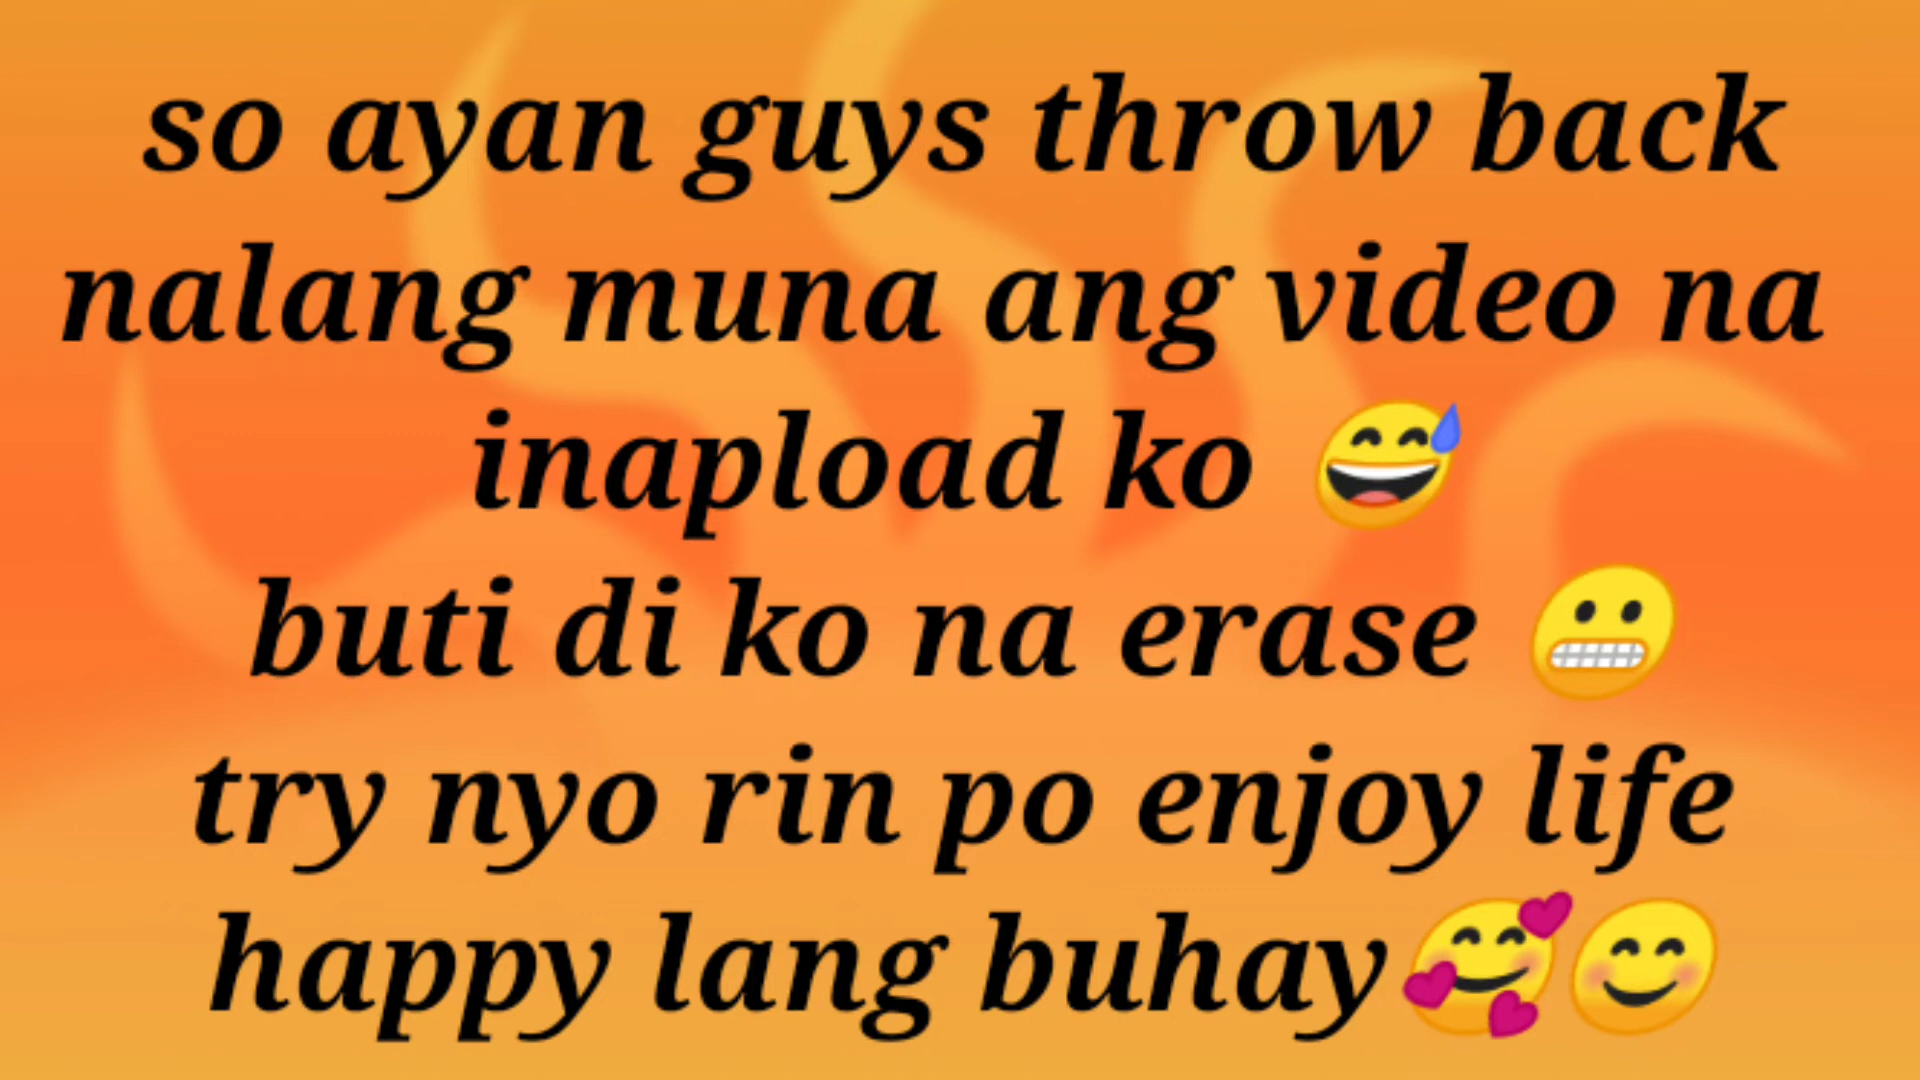 so ayan guys throw back
nalang muna ang video na
inapload ko 😅
buti di ko na erase 😬
try nyo rin po enjoy life
happy lang buhay🥰😊